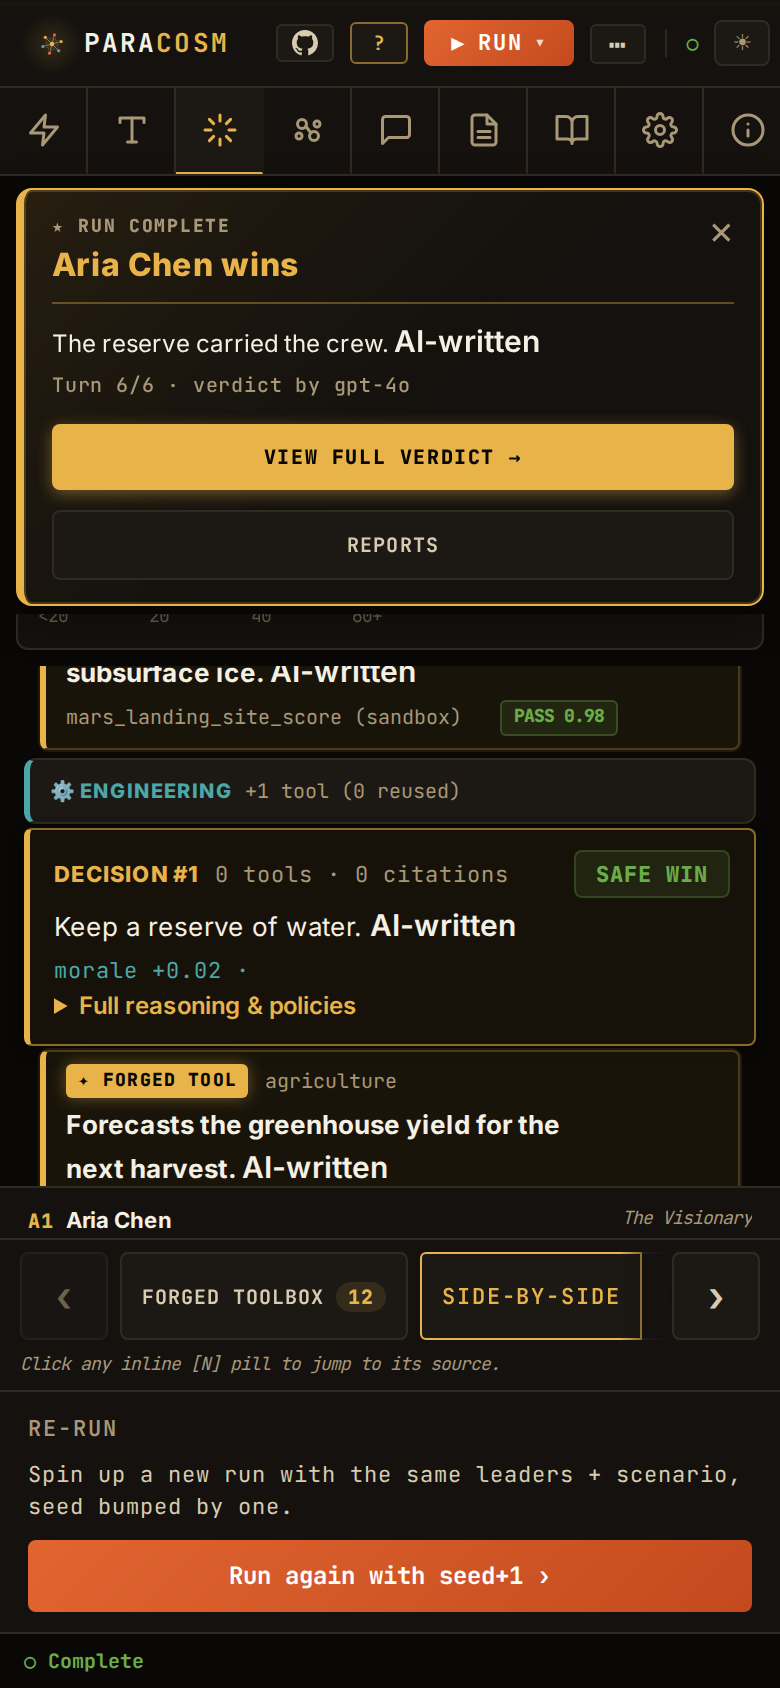 PARACOSM
?
▶ RUN ▾
…
★ RUN COMPLETE
Aria Chen wins
The reserve carried the crew. AI-written
Turn 6/6 · verdict by gpt-4o
VIEW FULL VERDICT →
REPORTS
<20 20 40 60+
subsurface ice. AI-written
mars_landing_site_score (sandbox) PASS 0.98
ENGINEERING +1 tool (0 reused)
DECISION #1 0 tools · 0 citations SAFE WIN
Keep a reserve of water. AI-written
morale +0.02 ·
▶ Full reasoning & policies
✦ FORGED TOOL agriculture
Forecasts the greenhouse yield for the
next harvest. AI-written
A1 Aria Chen The Visionary
‹ FORGED TOOLBOX 12 SIDE-BY-SIDE ›
Click any inline [N] pill to jump to its source.
RE-RUN
Spin up a new run with the same leaders + scenario,
seed bumped by one.
Run again with seed+1 ›
○ Complete